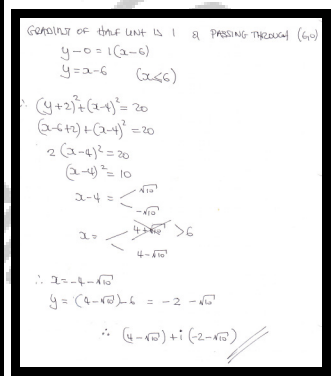 GRADIENT OF HALF LINE IS 1 & PASSING THROUGH (6,0)
y-0 = 1(x-6)
y = x-6 (x≤6)
∴ (y+2)²+(x-4)² = 20
(x-6+2)+(x-4)² = 20
2(x-4)² = 20
(x-4)² = 10
x-4 = < √10
-√10
x = < 4+√10 >6
4-√10
∴ x = -4-√10
y = (4-√10)-6 = -2-√10
∴ (4-√10)+i(-2-√10)